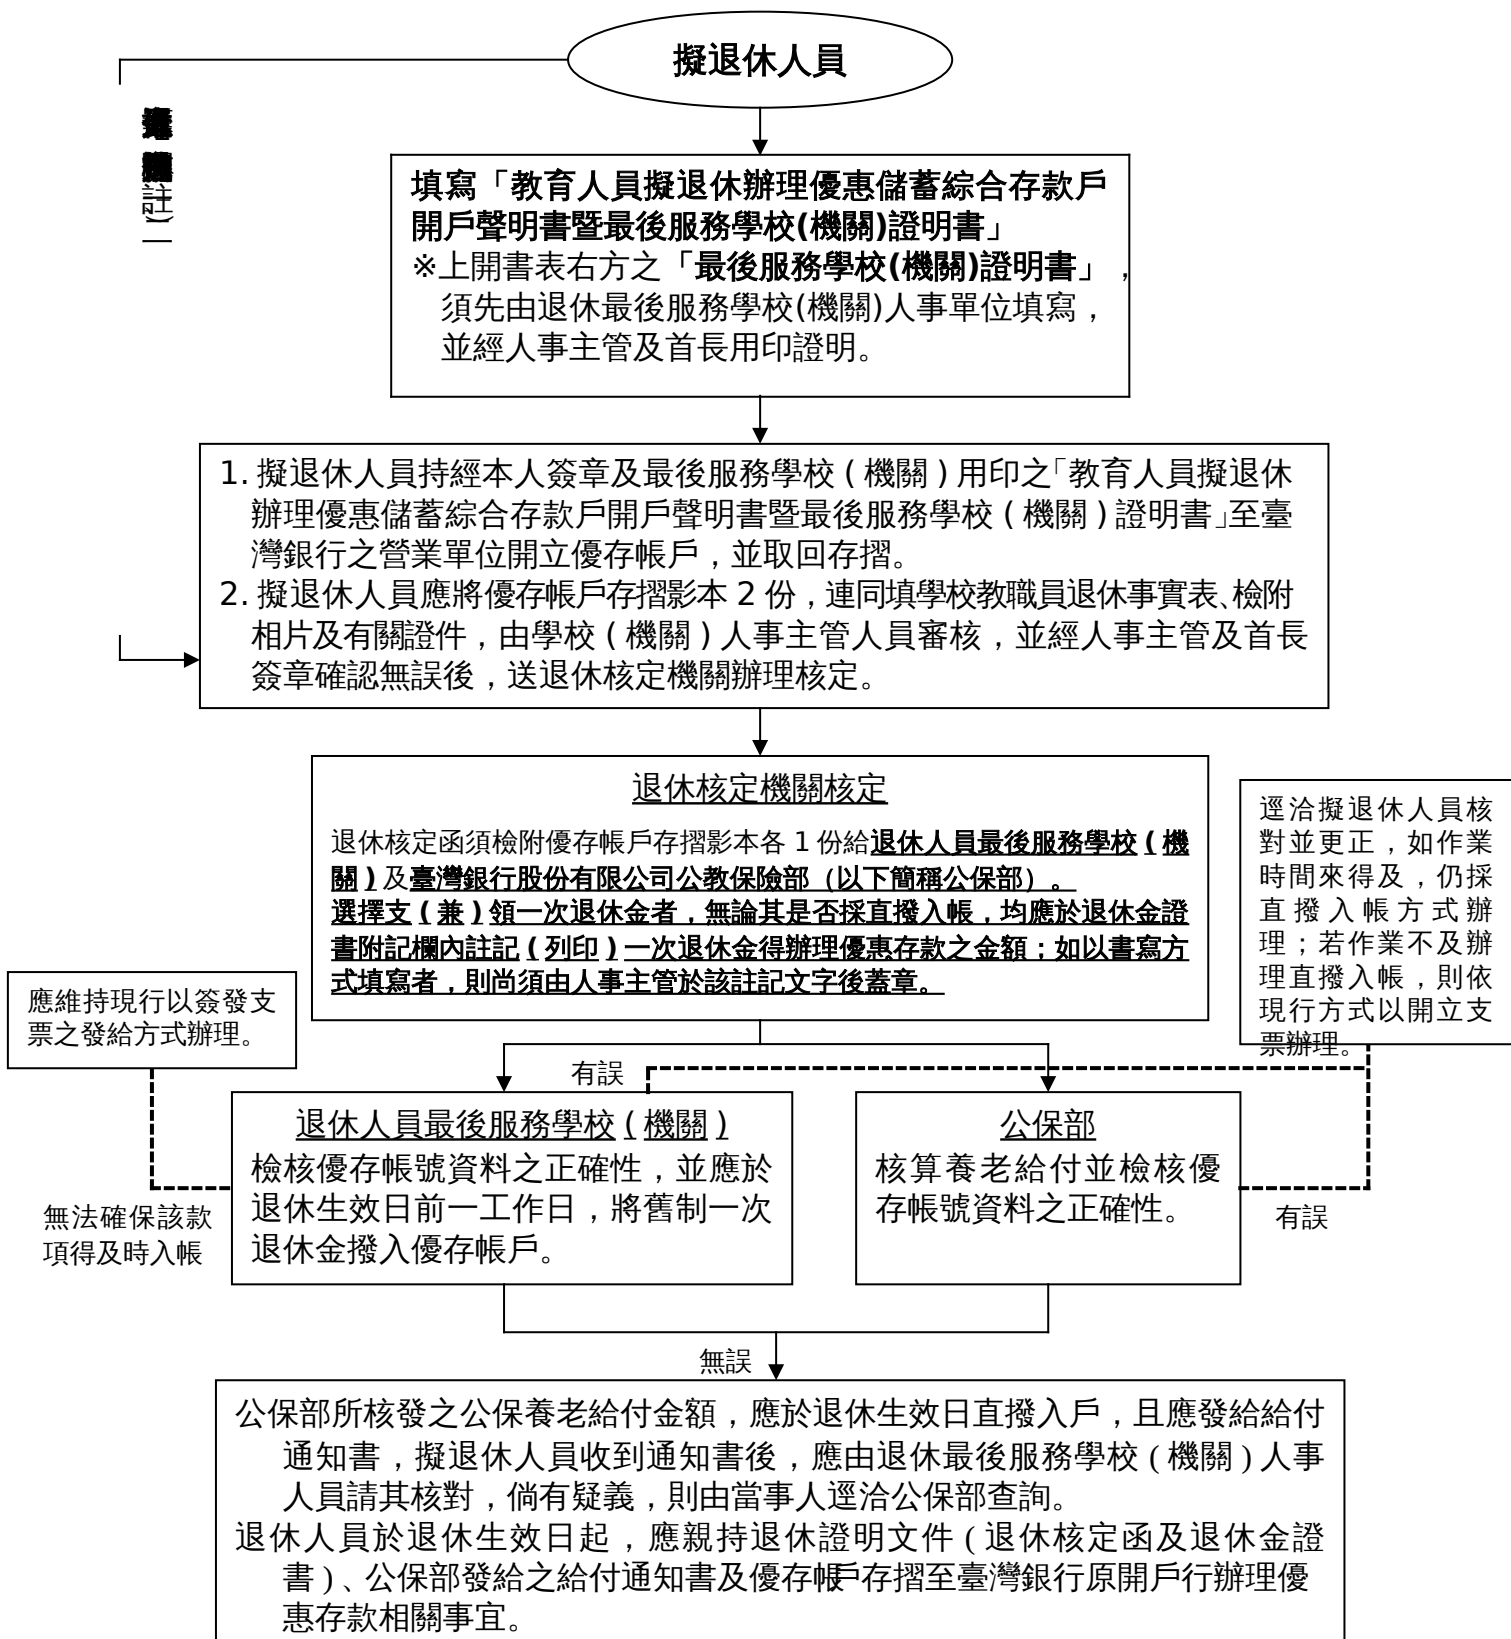 擬退休人員
註
二
填寫「教育人員擬退休辦理優惠儲蓄綜合存款戶
開戶聲明書暨最後服務學校(機關)證明書」
※上開書表右方之「最後服務學校(機關)證明書」，
須先由退休最後服務學校(機關)人事單位填寫，
並經人事主管及首長用印證明。
1. 擬退休人員持經本人簽章及最後服務學校(機關)用印之「教育人員擬退休
辦理優惠儲蓄綜合存款戶開戶聲明書暨最後服務學校(機關)證明書」至臺
灣銀行之營業單位開立優存帳戶，並取回存摺。
2. 擬退休人員應將優存帳戶存摺影本 2 份，連同填學校教職員退休事實表、檢附
相片及有關證件，由學校(機關)人事主管人員審核，並經人事主管及首長
簽章確認無誤後，送退休核定機關辦理核定。
退休核定機關核定
退休核定函須檢附優存帳戶存摺影本各 1 份給退休人員最後服務學校(機
關)及臺灣銀行股份有限公司公教保險部（以下簡稱公保部）。
選擇支(兼)領一次退休金者，無論其是否採直撥入帳，均應於退休金證
書附記欄內註記(列印)一次退休金得辦理優惠存款之金額；如以書寫方
式填寫者，則尚須由人事主管於該註記文字後蓋章。
逕洽擬退休人員核
對並更正，如作業
時間來得及，仍採
直撥入帳方式辦
理；若作業不及辦
理直撥入帳，則依
現行方式以開立支
票辦理。
應維持現行以簽發支
票之發給方式辦理。
有誤
退休人員最後服務學校(機關)
檢核優存帳號資料之正確性，並應於
退休生效日前一工作日，將舊制一次
退休金撥入優存帳戶。
公保部
核算養老給付並檢核優
存帳號資料之正確性。
無法確保該款
項得及時入帳
有誤
無誤
公保部所核發之公保養老給付金額，應於退休生效日直撥入戶，且應發給給付
通知書，擬退休人員收到通知書後，應由退休最後服務學校(機關)人事
人員請其核對，倘有疑義，則由當事人逕洽公保部查詢。
退休人員於退休生效日起，應親持退休證明文件(退休核定函及退休金證
書)、公保部發給之給付通知書及優存帳戶存摺至臺灣銀行原開戶行辦理優
惠存款相關事宜。